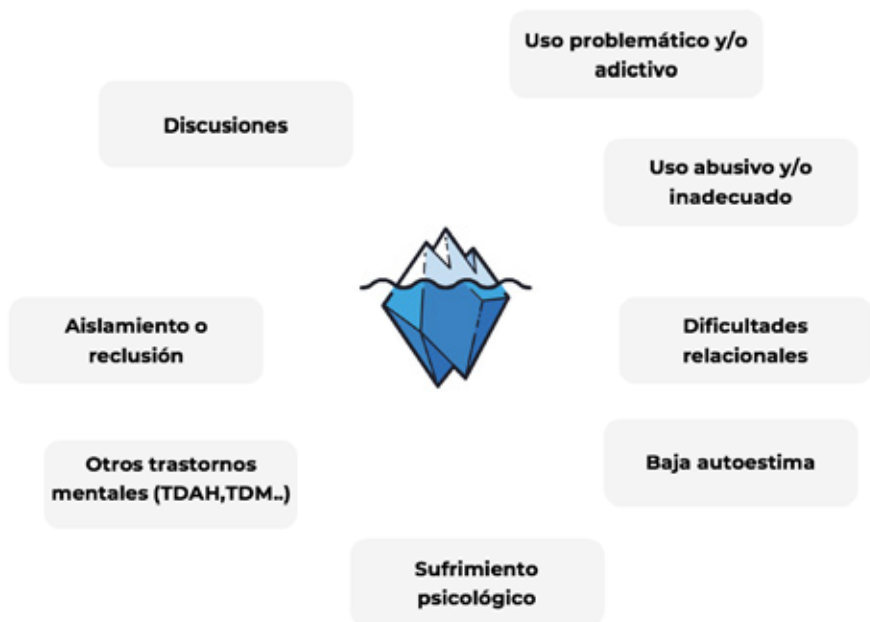 Uso problemático y/o
adictivo
Discusiones
Uso abusivo y/o
inadecuado
Aislamiento o
reclusión
Dificultades
relacionales
Otros trastornos
mentales (TDAH,TDM..)
Baja autoestima
Sufrimiento
psicológico